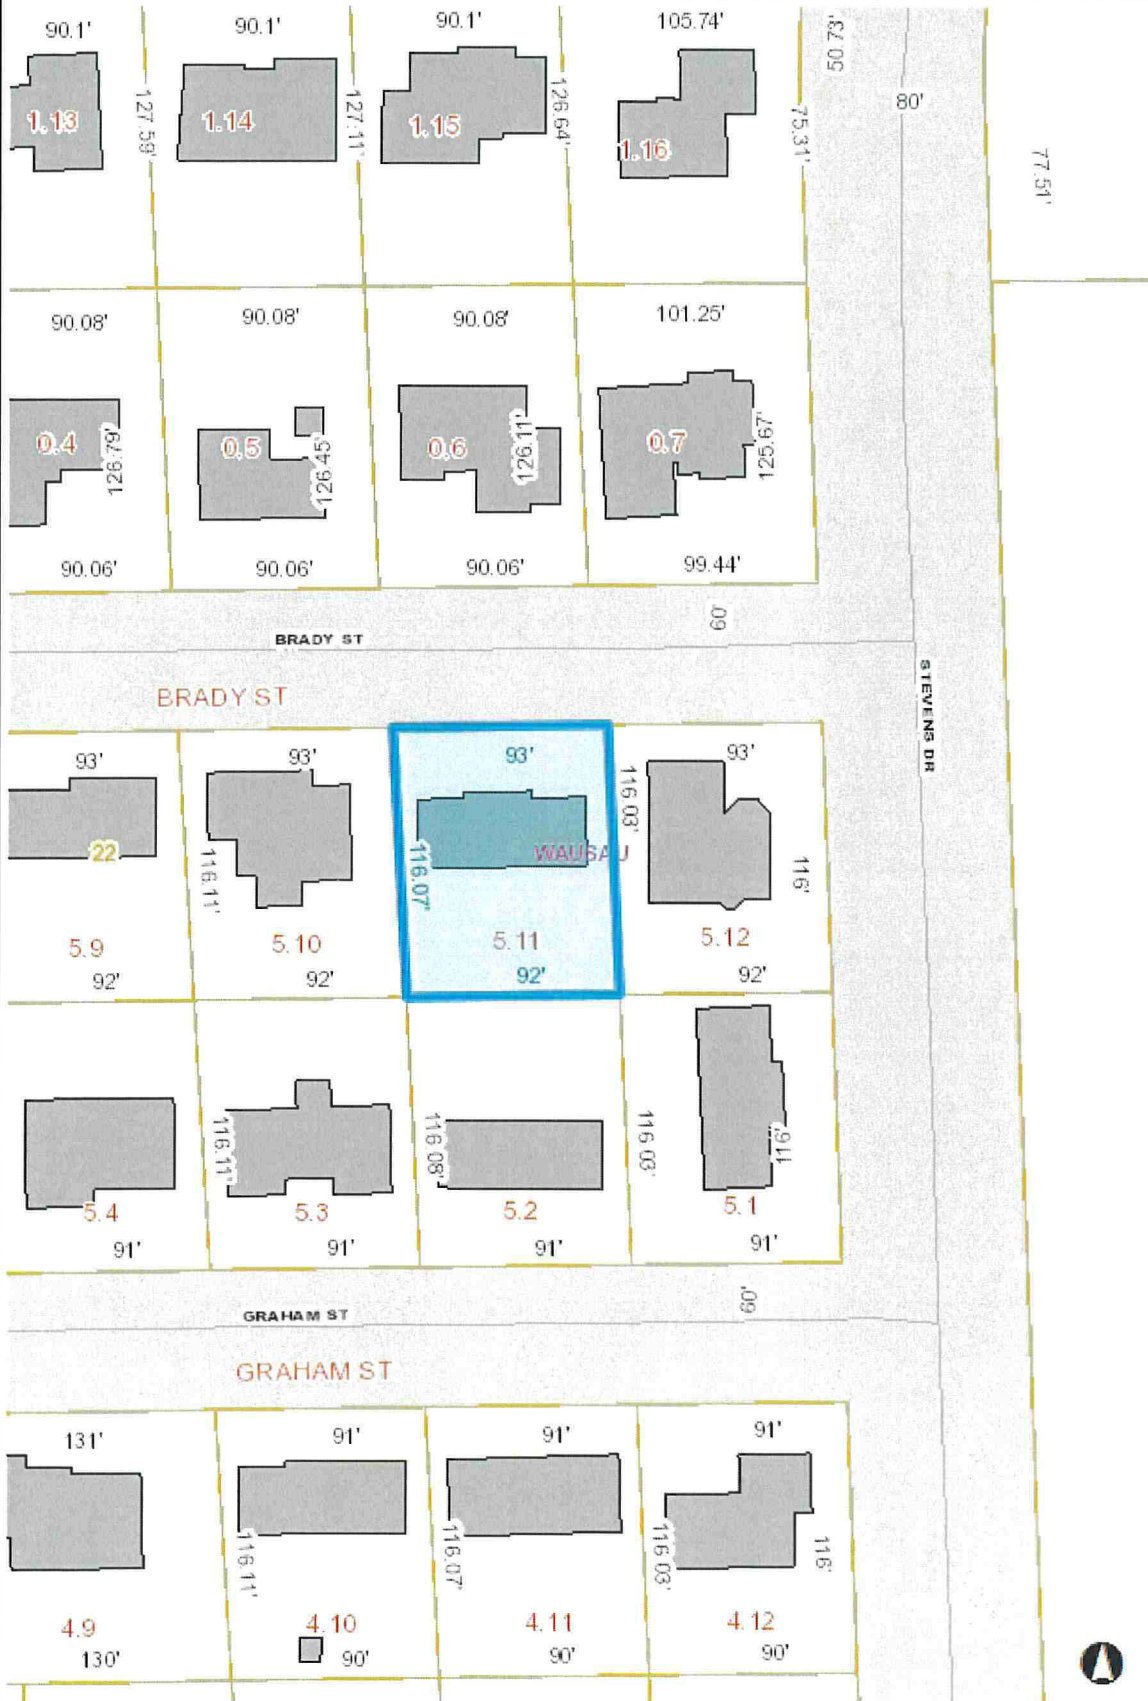 90.1' 90.1' 90.1' 105.74' 50.73'
80'
1.13 127.59' 1.14 127.11' 1.15 126.64' 1.16 75.31' 77.51'
90.08' 90.08' 90.08' 101.25'
0.4 126.79' 0.5 126.45' 0.6 126.11' 0.7 125.67'
90.06' 90.06' 90.06' 99.44'
60'
BRADY ST
BRADY ST
STEVENS DR
93' 93' 93' 93'
22 116.11' 116.07' WAUSAU 116.03' 116'
5.9 5.10 5.11 5.12
92' 92' 92' 92'
116.11' 116.08' 116.03' 116'
5.4 5.3 5.2 5.1
91' 91' 91' 91'
60'
GRAHAM ST
GRAHAM ST
131' 91' 91' 91'
116.11' 116.07' 116.03' 116'
4.9 4.10 4.11 4.12
130' 90' 90' 90'